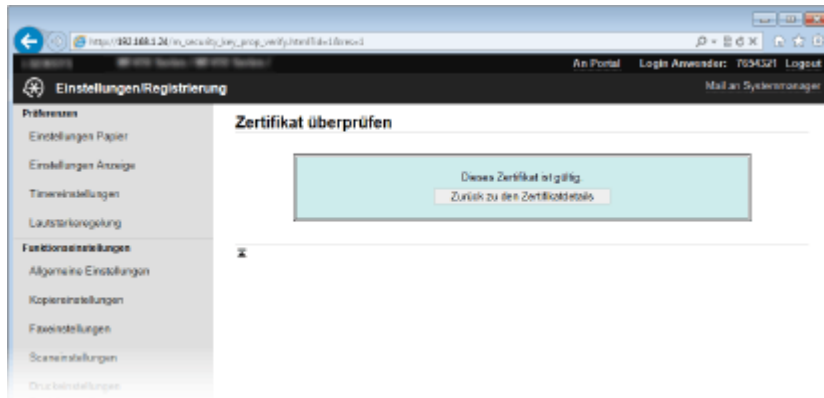 An Portal Login Anwender: 7654321 Logout
Einstellungen/Registrierung
Mail an Systemmanager
Präferenzen
Einstellungen Papier
Einstellungen Anzeige
Timereinstellungen
Lautstärkeregelung
Funktionseinstellungen
Allgemeine Einstellungen
Kopiereinstellungen
Faxeinstellungen
Scaneinstellungen
Druckeinstellungen
Zertifikat überprüfen
Dieses Zertifikat ist gültig.
Zurück zu den Zertifikatdetails